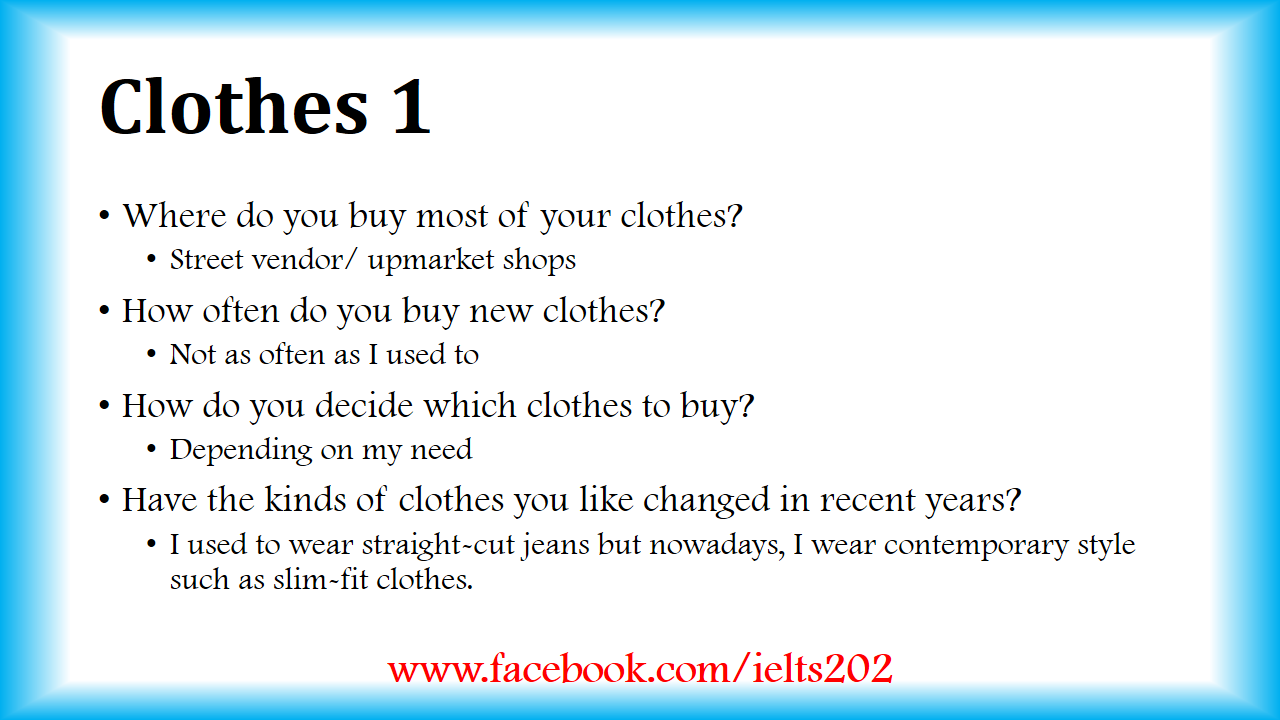 Clothes 1
• Where do you buy most of your clothes?
• Street vendor/ upmarket shops
• How often do you buy new clothes?
• Not as often as I used to
• How do you decide which clothes to buy?
• Depending on my need
• Have the kinds of clothes you like changed in recent years?
• I used to wear straight-cut jeans but nowadays, I wear contemporary style
such as slim-fit clothes.
www.facebook.com/ielts202